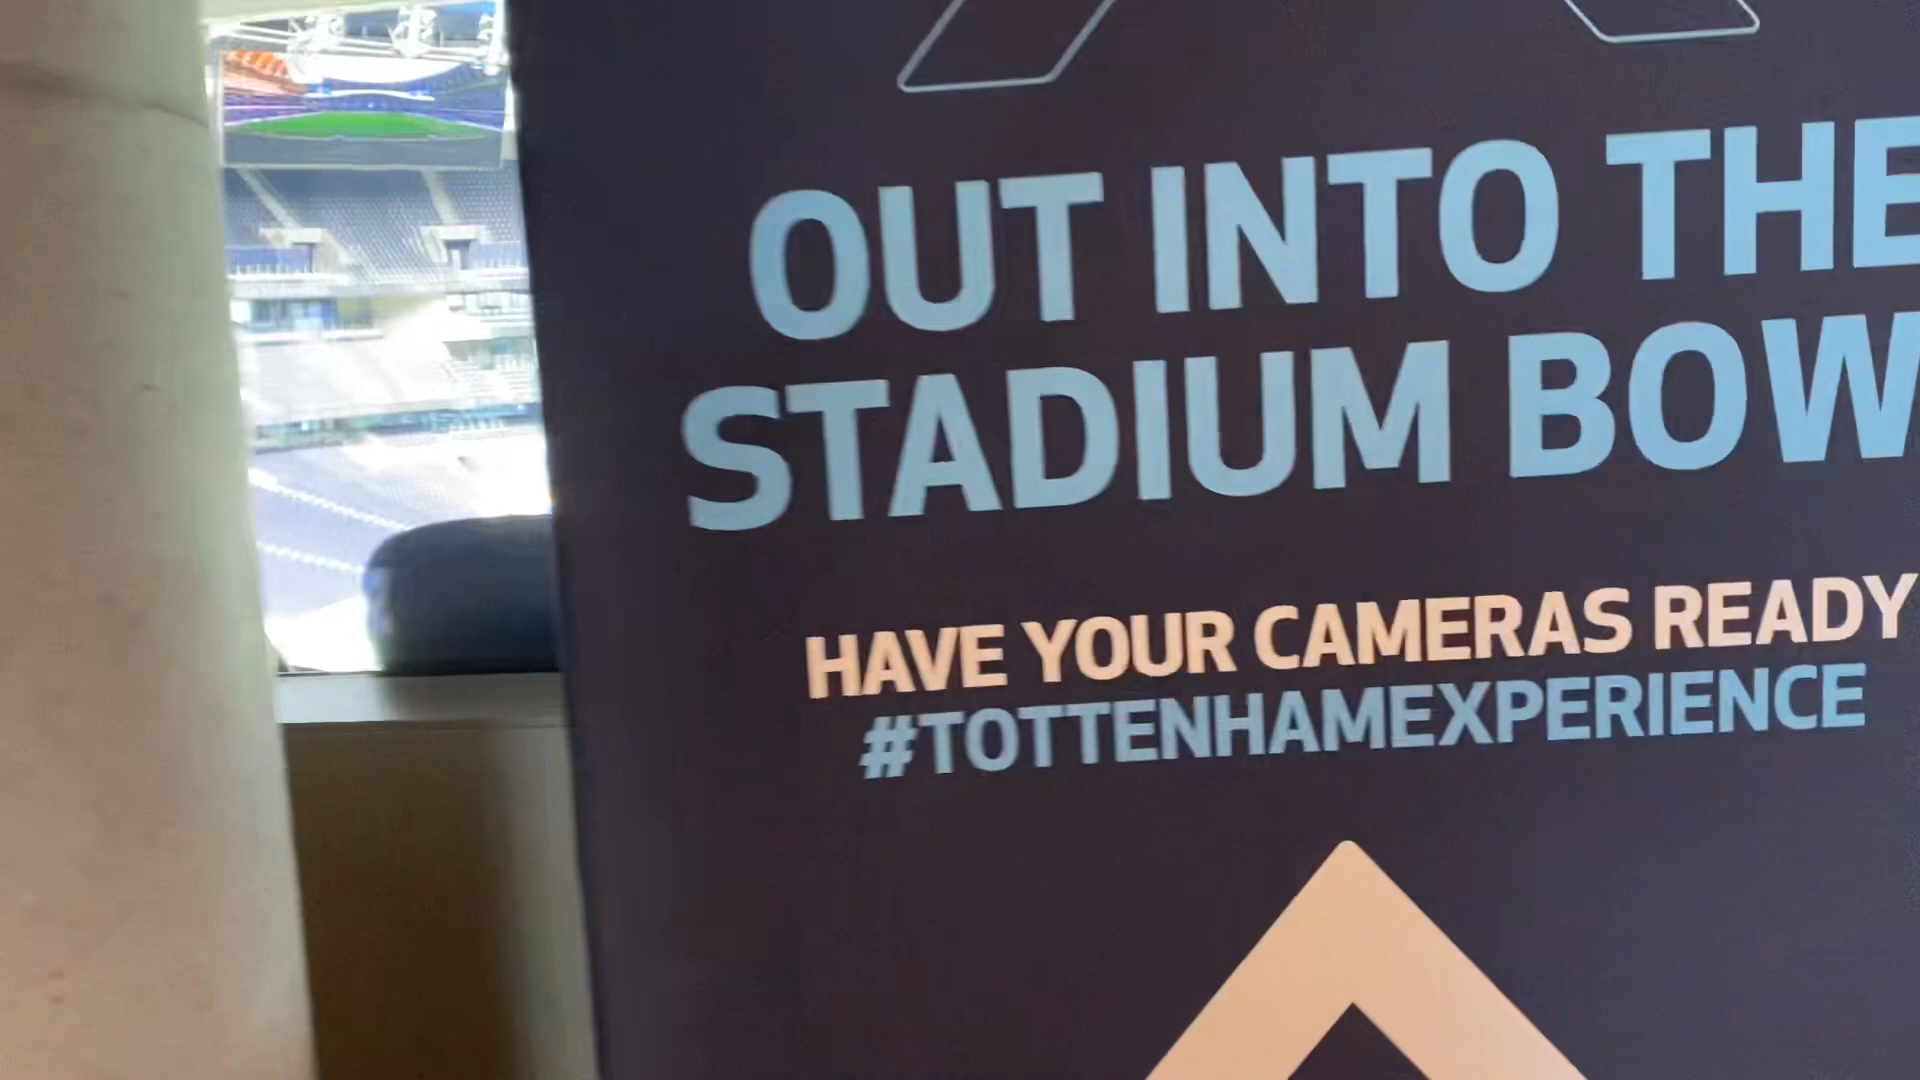 OUT INTO THE
STADIUM BOW
HAVE YOUR CAMERAS READY
#TOTTENHAMEXPERIENCE